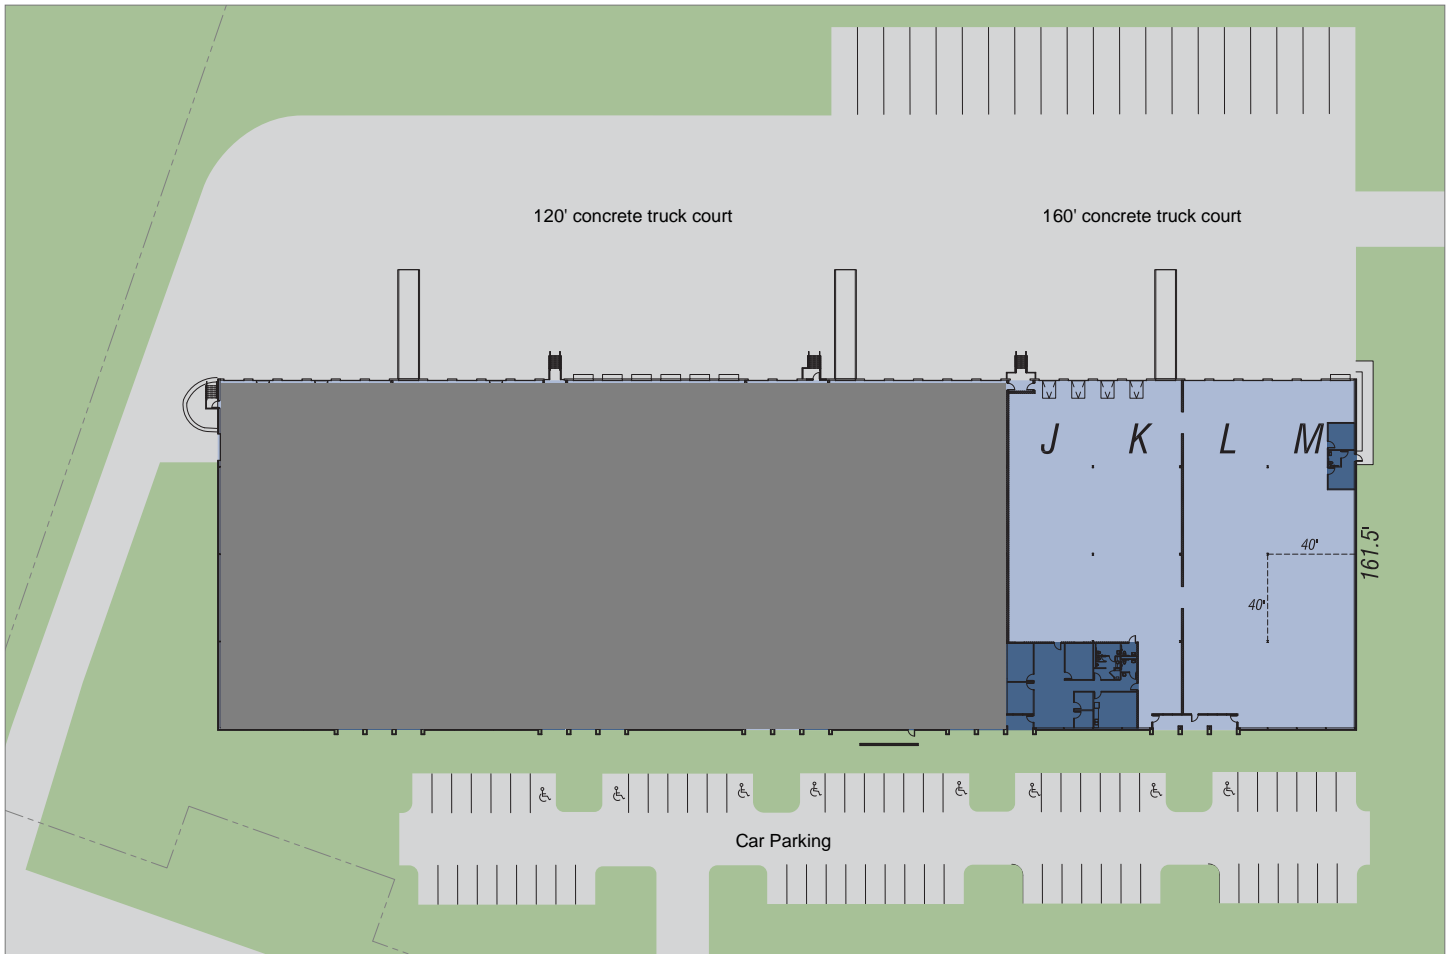 120' concrete truck court
160' concrete truck court
J K L M
40'
161.5'
40'
Car Parking